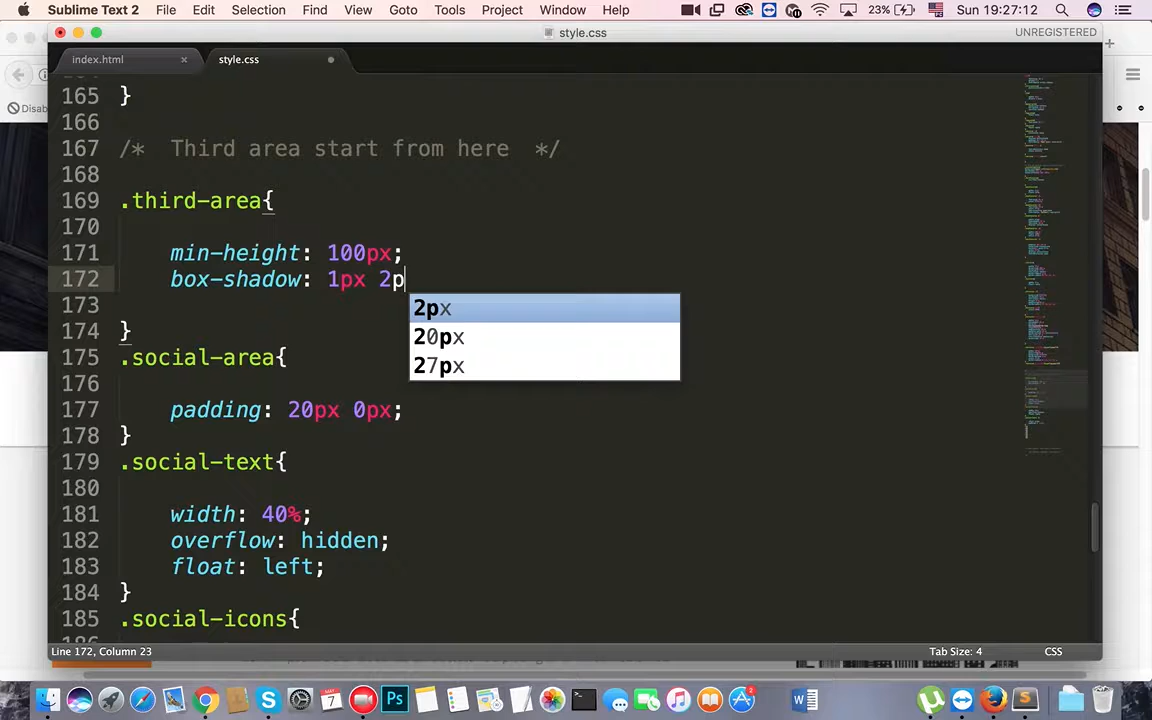 Sublime Text 2 File Edit Selection Find View Goto Tools Project Window Help 23% Sun 19:27:12
style.css UNREGISTERED
index.html × style.css
Disab
165 }
166
167 /* Third area start from here */
168
169 .third-area{
170
171 min-height: 100px;
172 box-shadow: 1px 2p
2px
173
20px
174 }
27px
175 .social-area{
176
177 padding: 20px 0px;
178 }
179 .social-text{
180
181 width: 40%;
182 overflow: hidden;
183 float: left;
184 }
185 .social-icons{
Line 172, Column 23 Tab Size: 4 CSS
7 Ps W 2